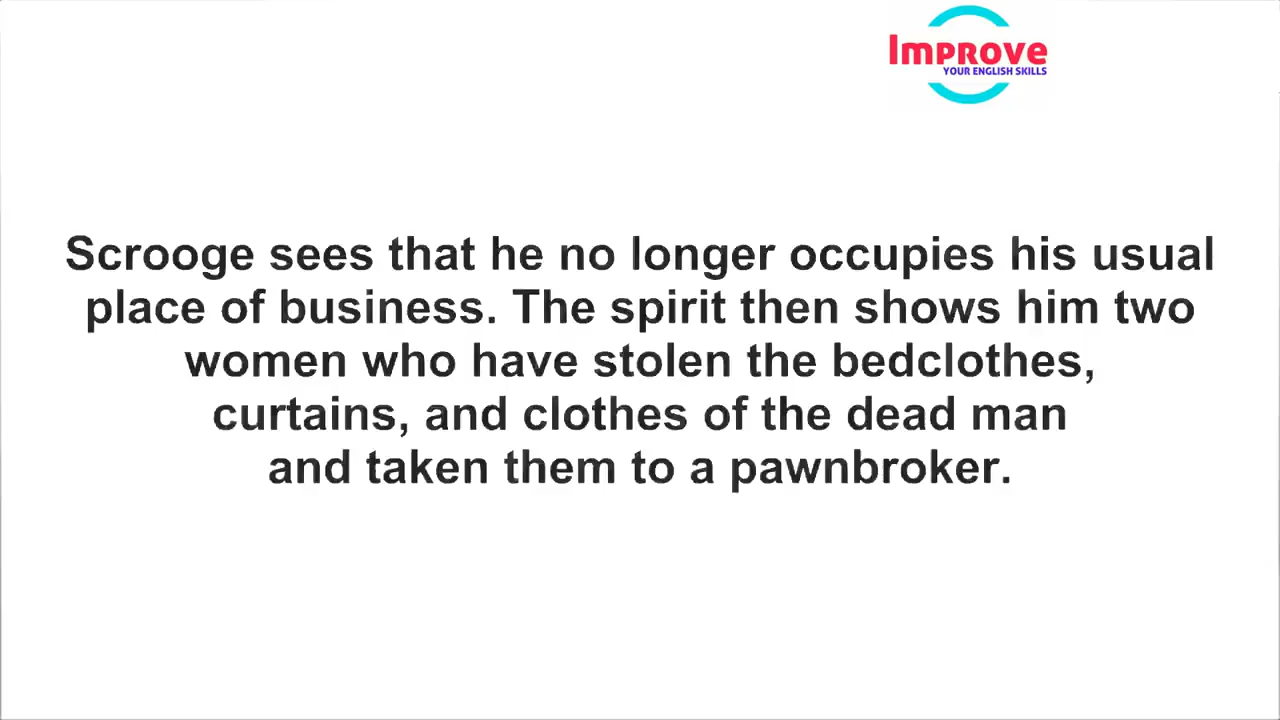 Improve
YOUR ENGLISH SKILLS
Scrooge sees that he no longer occupies his usual
place of business. The spirit then shows him two
women who have stolen the bedclothes,
curtains, and clothes of the dead man
and taken them to a pawnbroker.